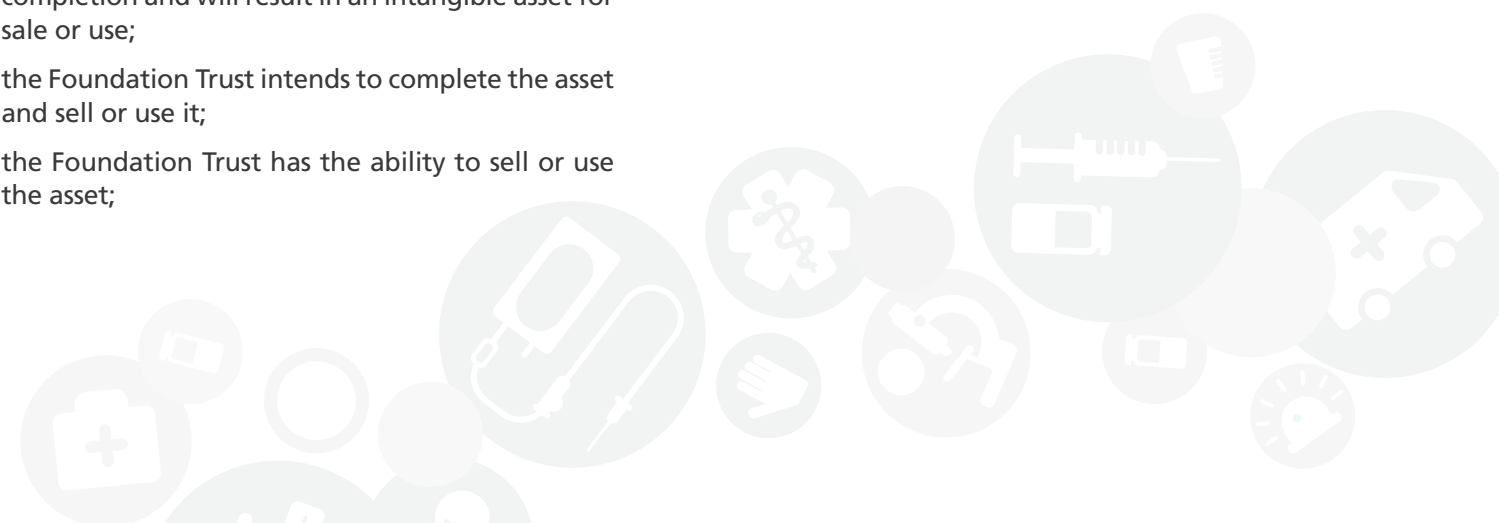 completion and will result in an intangible asset for
sale or use;
the Foundation Trust intends to complete the asset
and sell or use it;
the Foundation Trust has the ability to sell or use
the asset;